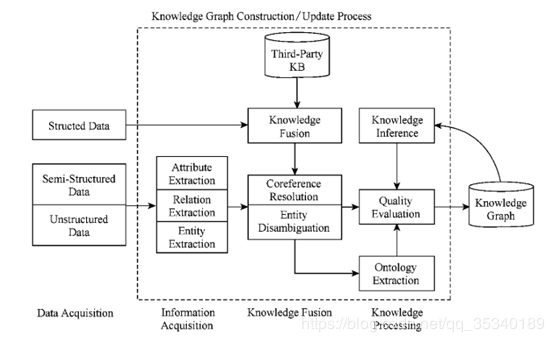 Knowledge Graph Construction/Update Process
Third-Party
KB
Structed Data
Knowledge
Fusion
Knowledge
Inference
Semi-Structured
Data
Unstructured
Data
Attribute
Extraction
Relation
Extraction
Entity
Extraction
Coreference
Resolution
Entity
Disambiguation
Quality
Evaluation
Knowledge
Graph
Ontology
Extraction
Data Acquisition
Information
Acquisition
Knowledge Fusion
Knowledge
Processing
https://blog.csdn.net/qq_35340189